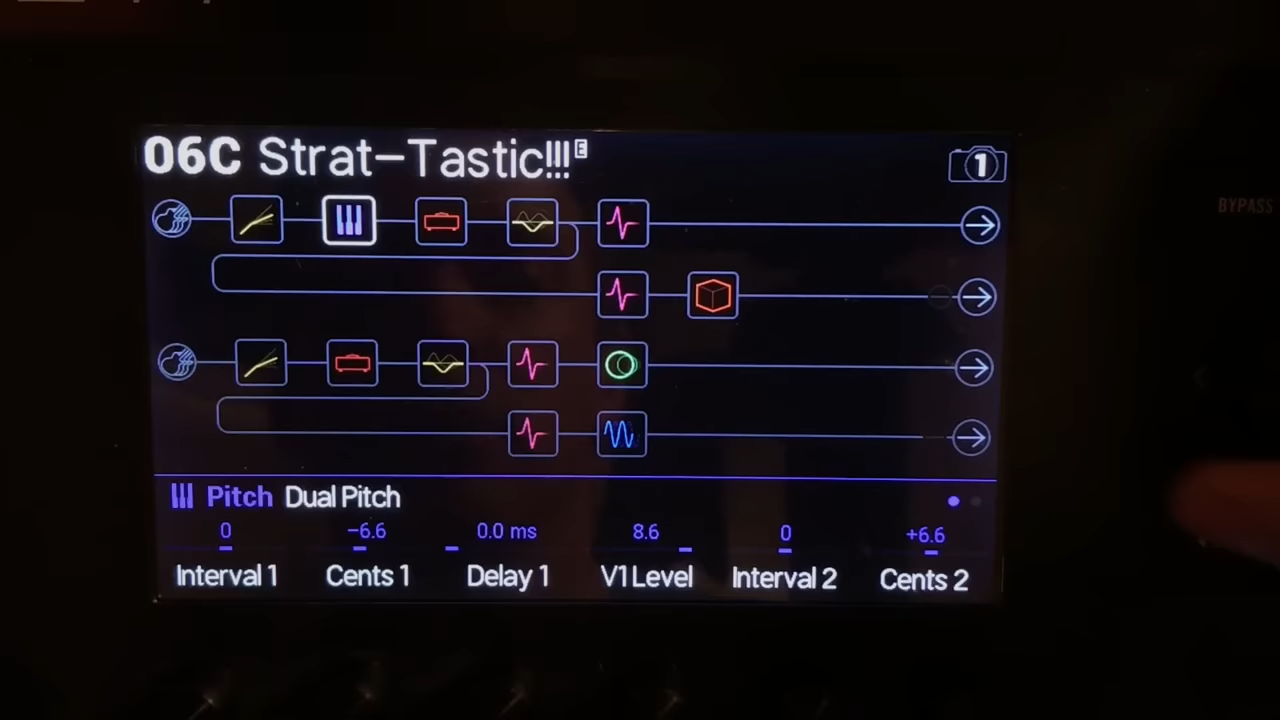 06C Strat-Tastic!!! E
1
BYPASS
Pitch Dual Pitch
0 -6.6 0.0 ms 8.6 0 +6.6
Interval 1 Cents 1 Delay 1 V1 Level Interval 2 Cents 2